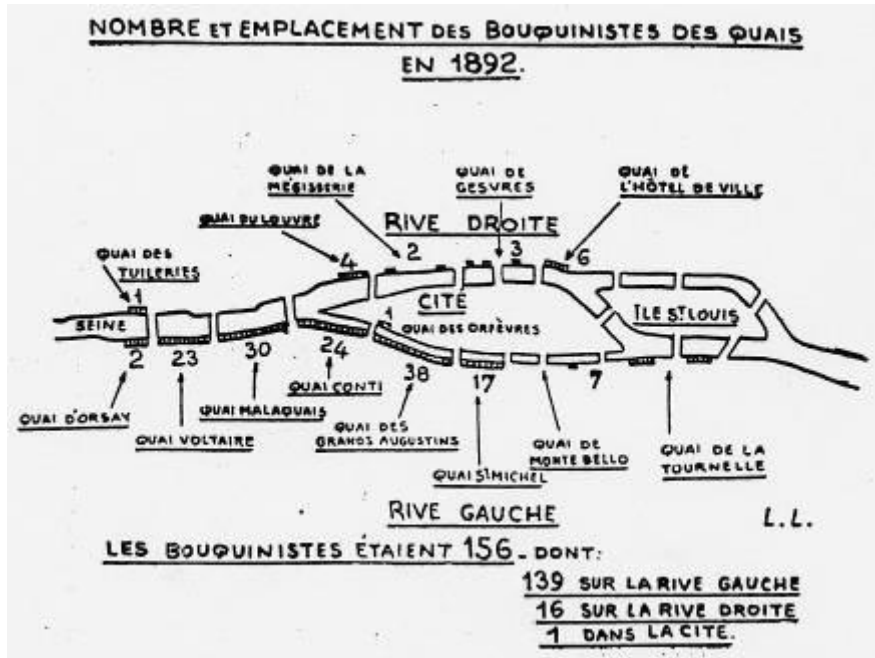 NOMBRE ET EMPLACEMENT DES BOUQUINISTES DES QUAIS
EN 1892.
QUAI DE LA
MÉGISSERIE
QUAI DE
GESVRES
QUAI DE
L'HÔTEL DE VILLE
QUAI DU LOUVRE
RIVE DROITE
QUAI DES
TUILERIES
4
2
3
6
1
CITÉ
SEINE
1
QUAI DES ORFÈVRES
ILE ST LOUIS
2
23
30
24
38
17
7
QUAI D'ORSAY
QUAI VOLTAIRE
QUAI MALAQUAIS
QUAI CONTI
QUAI DES
GRANDS AUGUSTINS
QUAI ST MICHEL
QUAI DE
MONTEBELLO
QUAI DE LA
TOURNELLE
RIVE GAUCHE
L.L.
LES BOUQUINISTES ÉTAIENT 156 - DONT:
139 SUR LA RIVE GAUCHE
16 SUR LA RIVE DROITE
1 DANS LA CITE.